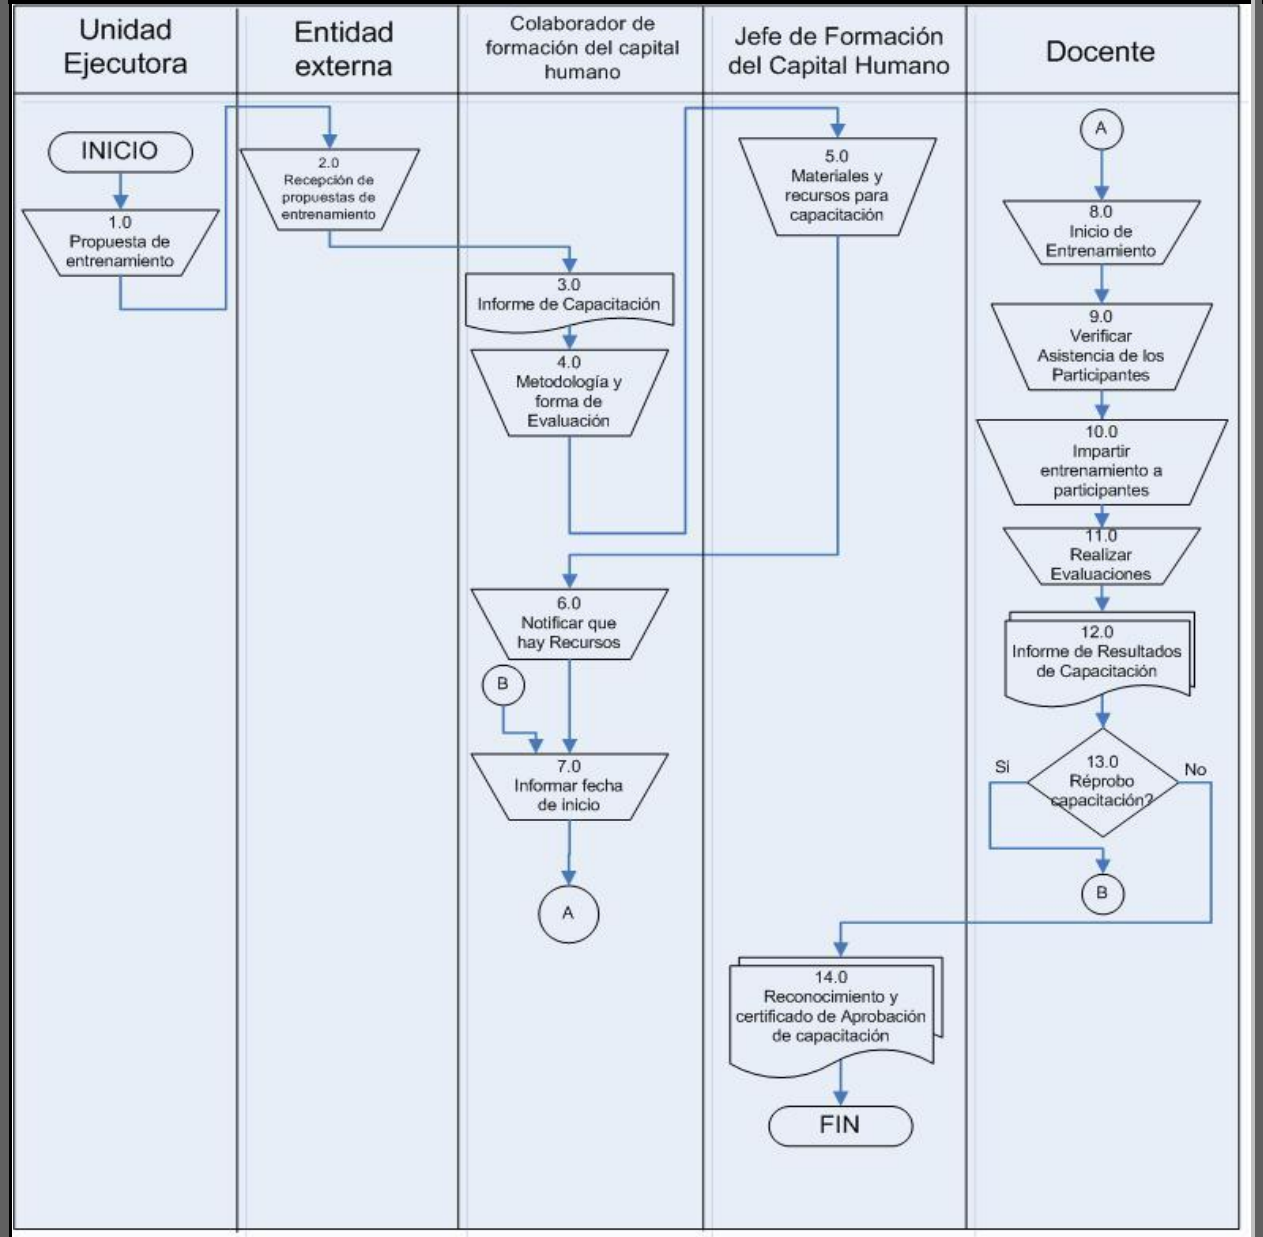 Unidad
Ejecutora
Entidad
externa
Colaborador de
formación del capital
humano
Jefe de Formación
del Capital Humano
Docente
INICIO
1.0
Propuesta de
entrenamiento
2.0
Recepción de
propuestas de
entrenamiento
3.0
Informe de Capacitación
4.0
Metodología y
forma de
Evaluación
5.0
Materiales y
recursos para
capacitación
6.0
Notificar que
hay Recursos
B
7.0
Informar fecha
de inicio
A
A
8.0
Inicio de
Entrenamiento
9.0
Verificar
Asistencia de los
Participantes
10.0
Impartir
entrenamiento a
participantes
11.0
Realizar
Evaluaciones
12.0
Informe de Resultados
de Capacitación
13.0
Réprobo
capacitación?
Si
No
B
14.0
Reconocimiento y
certificado de Aprobación
de capacitación
FIN